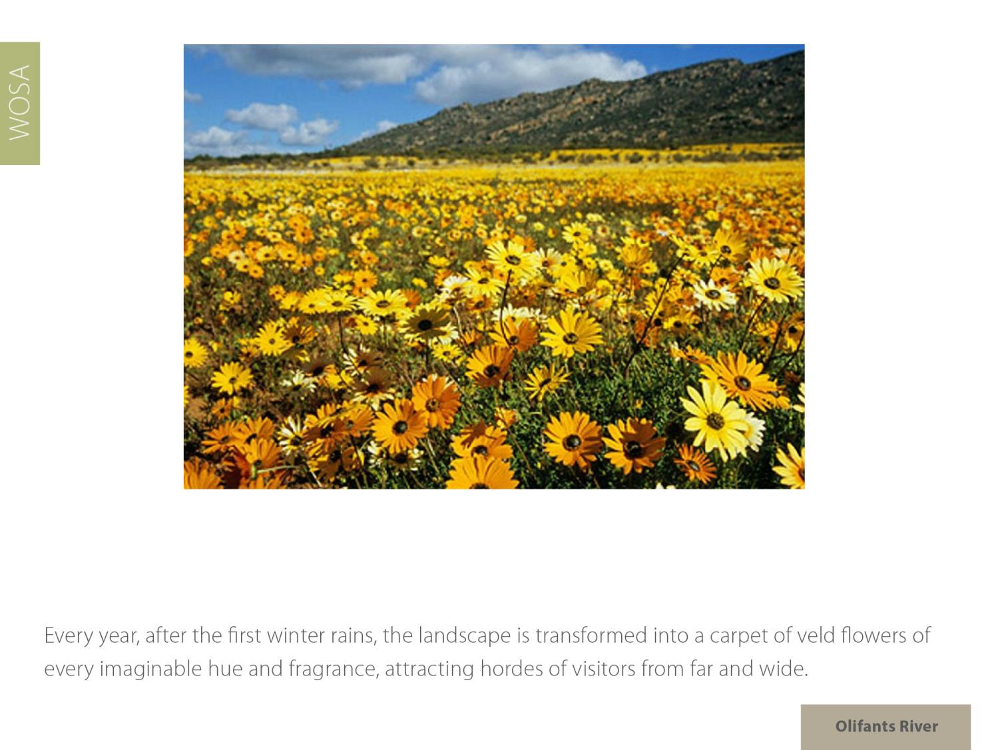 WOSA
Every year, after the first winter rains, the landscape is transformed into a carpet of veld flowers of
every imaginable hue and fragrance, attracting hordes of visitors from far and wide.
Olifants River